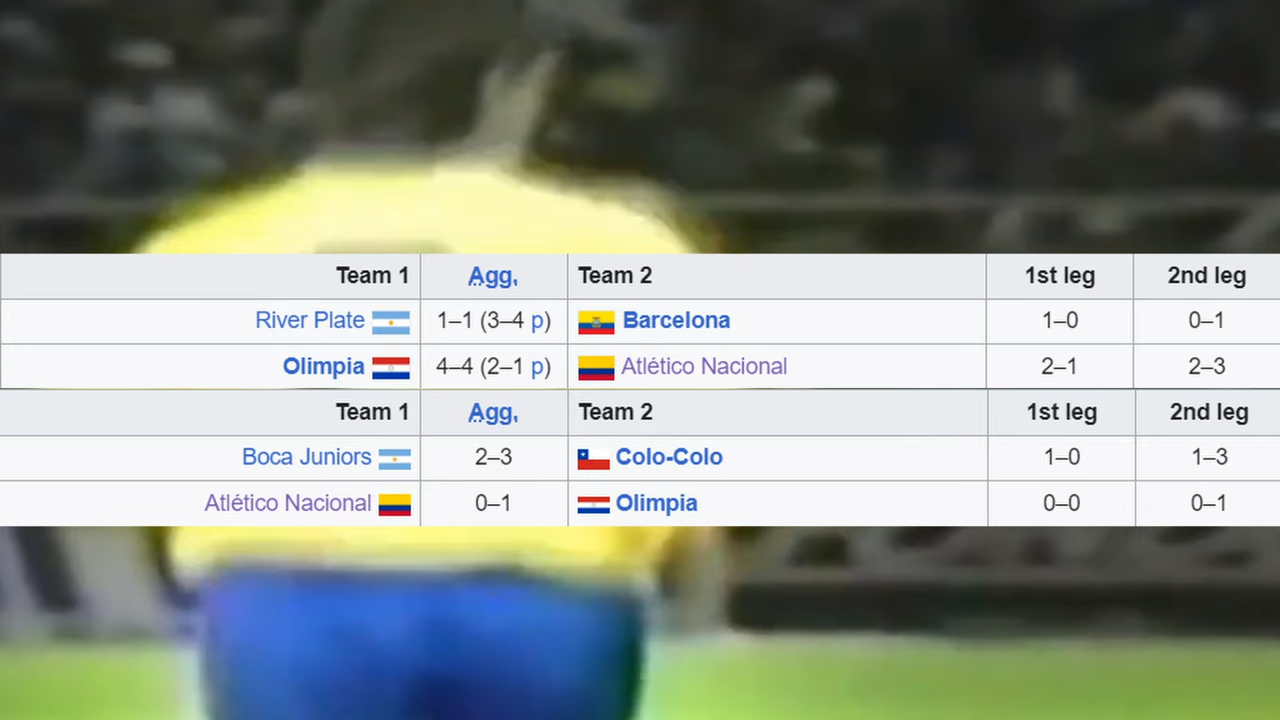 Team 1 Agg. Team 2 1st leg 2nd leg
River Plate 1–1 (3–4 p) Barcelona 1–0 0–1
Olimpia 4–4 (2–1 p) Atlético Nacional 2–1 2–3
Team 1 Agg. Team 2 1st leg 2nd leg
Boca Juniors 2–3 Colo-Colo 1–0 1–3
Atlético Nacional 0–1 Olimpia 0–0 0–1